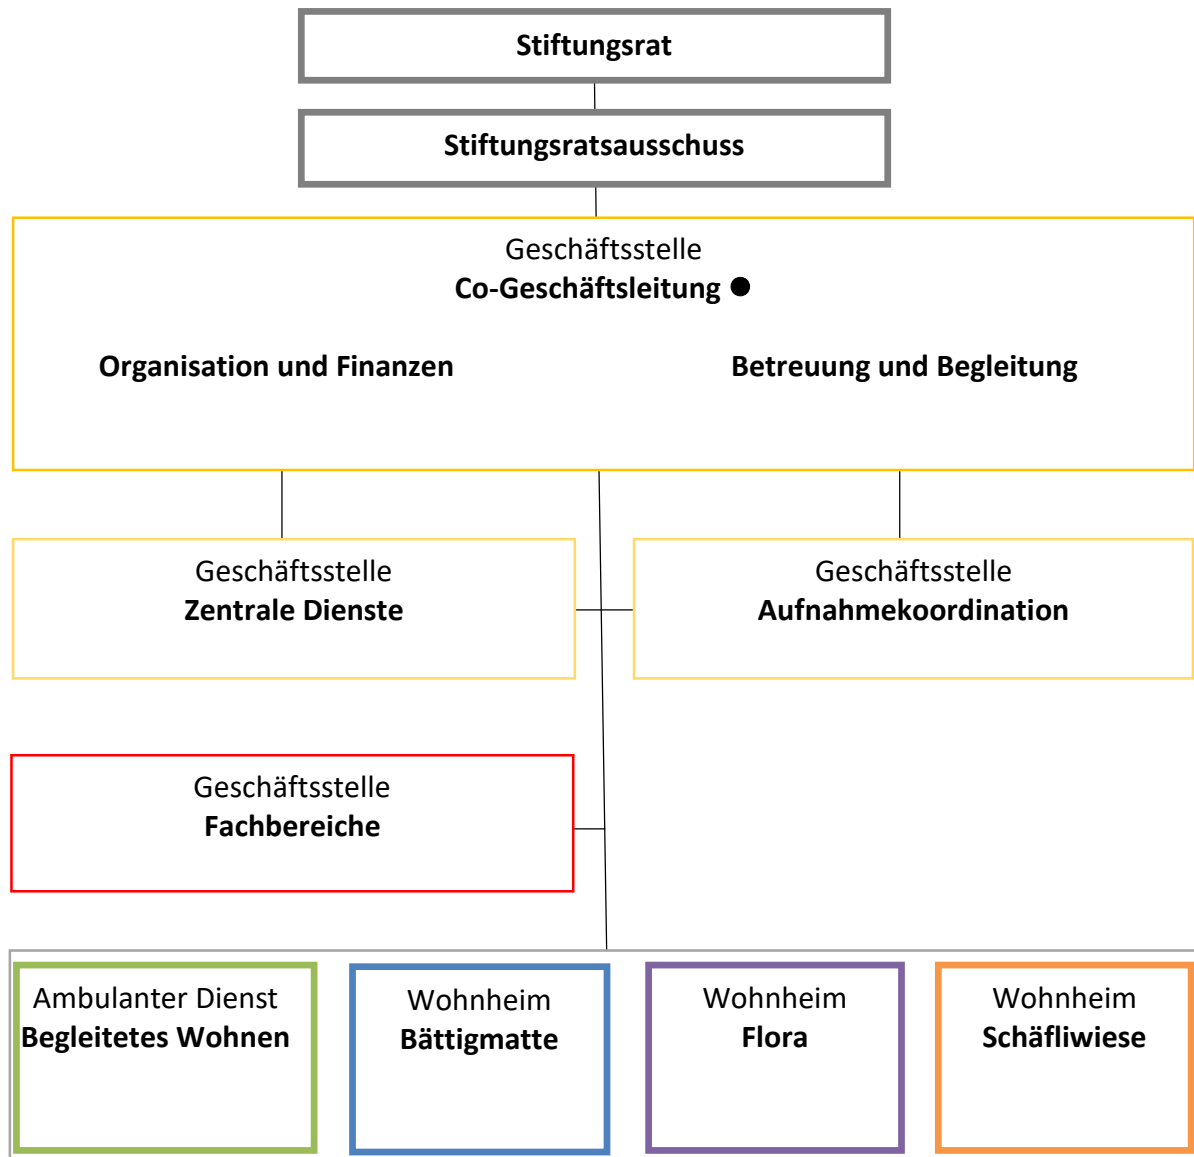 Stiftungsrat
Stiftungsratsausschuss
Geschäftsstelle
Co-Geschäftsleitung ●
Organisation und Finanzen
Betreuung und Begleitung
Geschäftsstelle
Zentrale Dienste
Geschäftsstelle
Aufnahmekoordination
Geschäftsstelle
Fachbereiche
Ambulanter Dienst
Begleitetes Wohnen
Wohnheim
Bättigmatte
Wohnheim
Flora
Wohnheim
Schäfliwiese